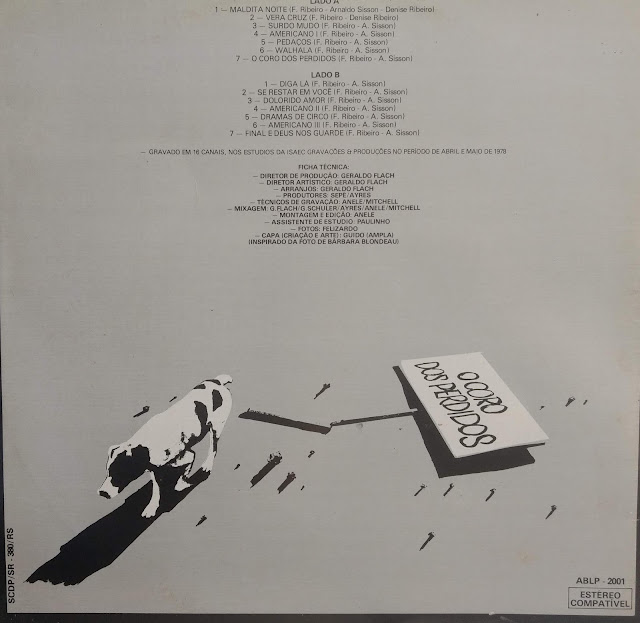 LADO A
1 — MALDITA NOITE (F. Ribeiro - Arnaldo Sisson - Denise Ribeiro)
2 — VERA CRUZ (F. Ribeiro - Denise Ribeiro)
3 — SURDO MUDO (F. Ribeiro - A. Sisson)
4 — AMERICANO I (F. Ribeiro - A. Sisson)
5 — PEDAÇOS (F. Ribeiro - A. Sisson)
6 — WALHALA (F. Ribeiro - A. Sisson)
7 — O CORO DOS PERDIDOS (F. Ribeiro - A. Sisson)
LADO B
1 — DIGA LÁ (F. Ribeiro - A. Sisson)
2 — SE RESTAR EM VOCÊ (F. Ribeiro - A. Sisson)
3 — DOLORIDO AMOR (F. Ribeiro - A. Sisson)
4 — AMERICANO II (F. Ribeiro - A. Sisson)
5 — DRAMAS DE CIRCO (F. Ribeiro - A. Sisson)
6 — AMERICANO III (F. Ribeiro - A. Sisson)
7 — FINAL E DEUS NOS GUARDE (F. Ribeiro - A. Sisson)
— GRAVADO EM 16 CANAIS, NOS ESTUDIOS DA ISAEC GRAVAÇÕES & PRODUÇÕES NO PERÍODO DE ABRIL E MAIO DE 1978
FICHA TÉCNICA:
— DIRETOR DE PRODUÇÃO: GERALDO FLACH
— DIRETOR ARTÍSTICO: GERALDO FLACH
— ARRANJOS: GERALDO FLACH
— PRODUTORES: SEPÉ/AYRES
— TÉCNICOS DE GRAVAÇÃO: ANELE/MITCHELL
— MIXAGEM: G.FLACH/G.SCHULER/AYRES/ANELE/MITCHELL
— MONTAGEM E EDIÇÃO: ANELE
— ASSISTENTE DE ESTUDIO: PAULINHO
— FOTOS: FELIZARDO
— CAPA (CRIAÇÃO E ARTE): GUIDO (AMPLA)
(INSPIRADO DA FOTO DE BÁRBARA BLONDEAU)
O CORO
DOS PERDIDOS
SCDP/SR - 380/RS
ABLP - 2001
ESTÉREO
COMPATÍVEL